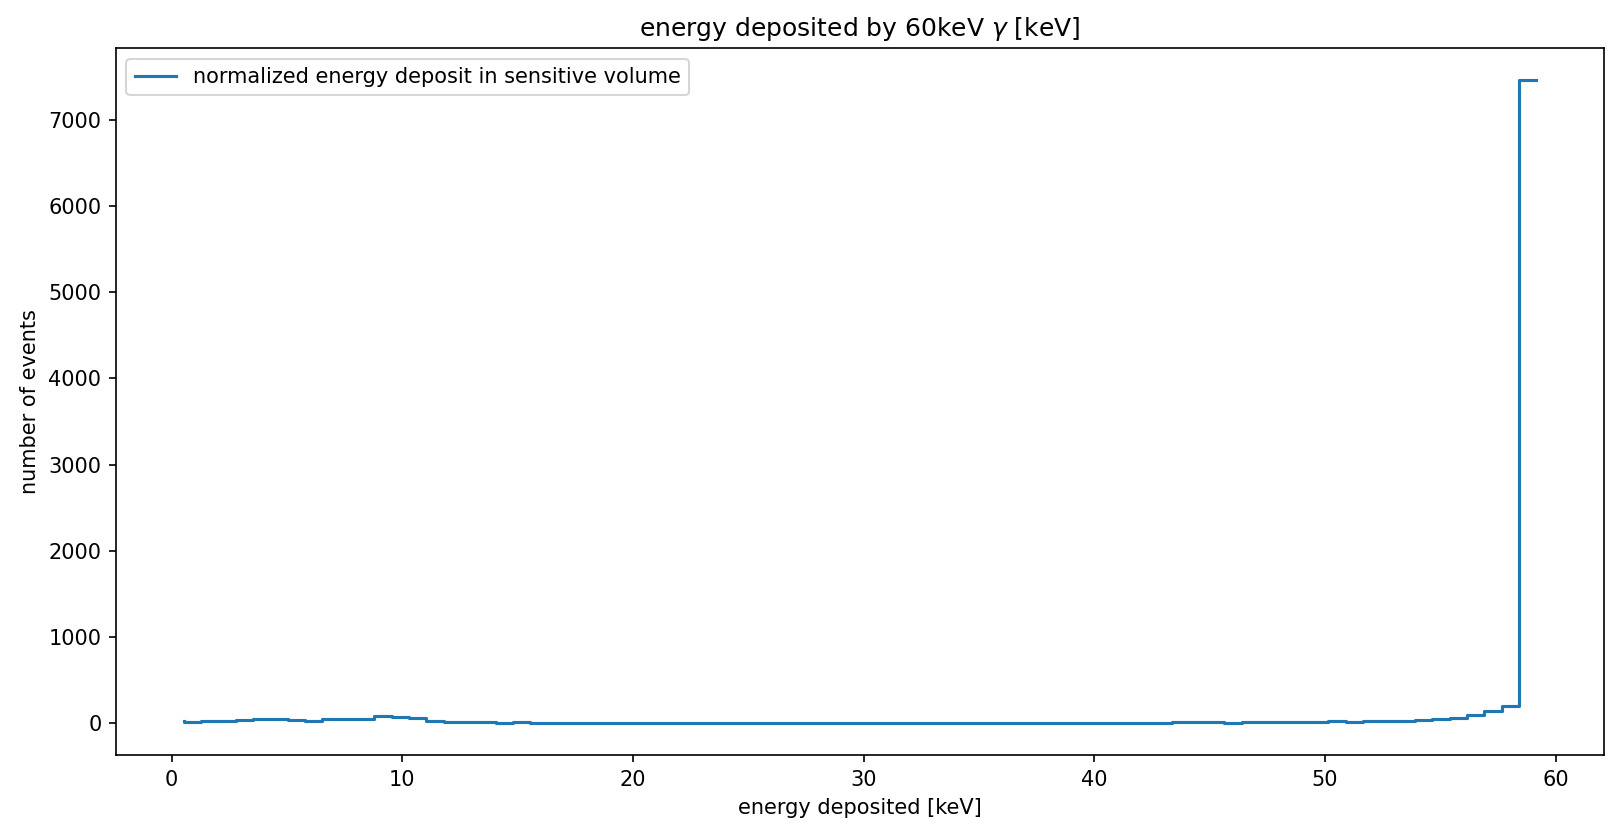 energy deposited by 60keV γ [keV]
normalized energy deposit in sensitive volume
number of events
7000
6000
5000
4000
3000
2000
1000
0
0 10 20 30 40 50 60
energy deposited [keV]